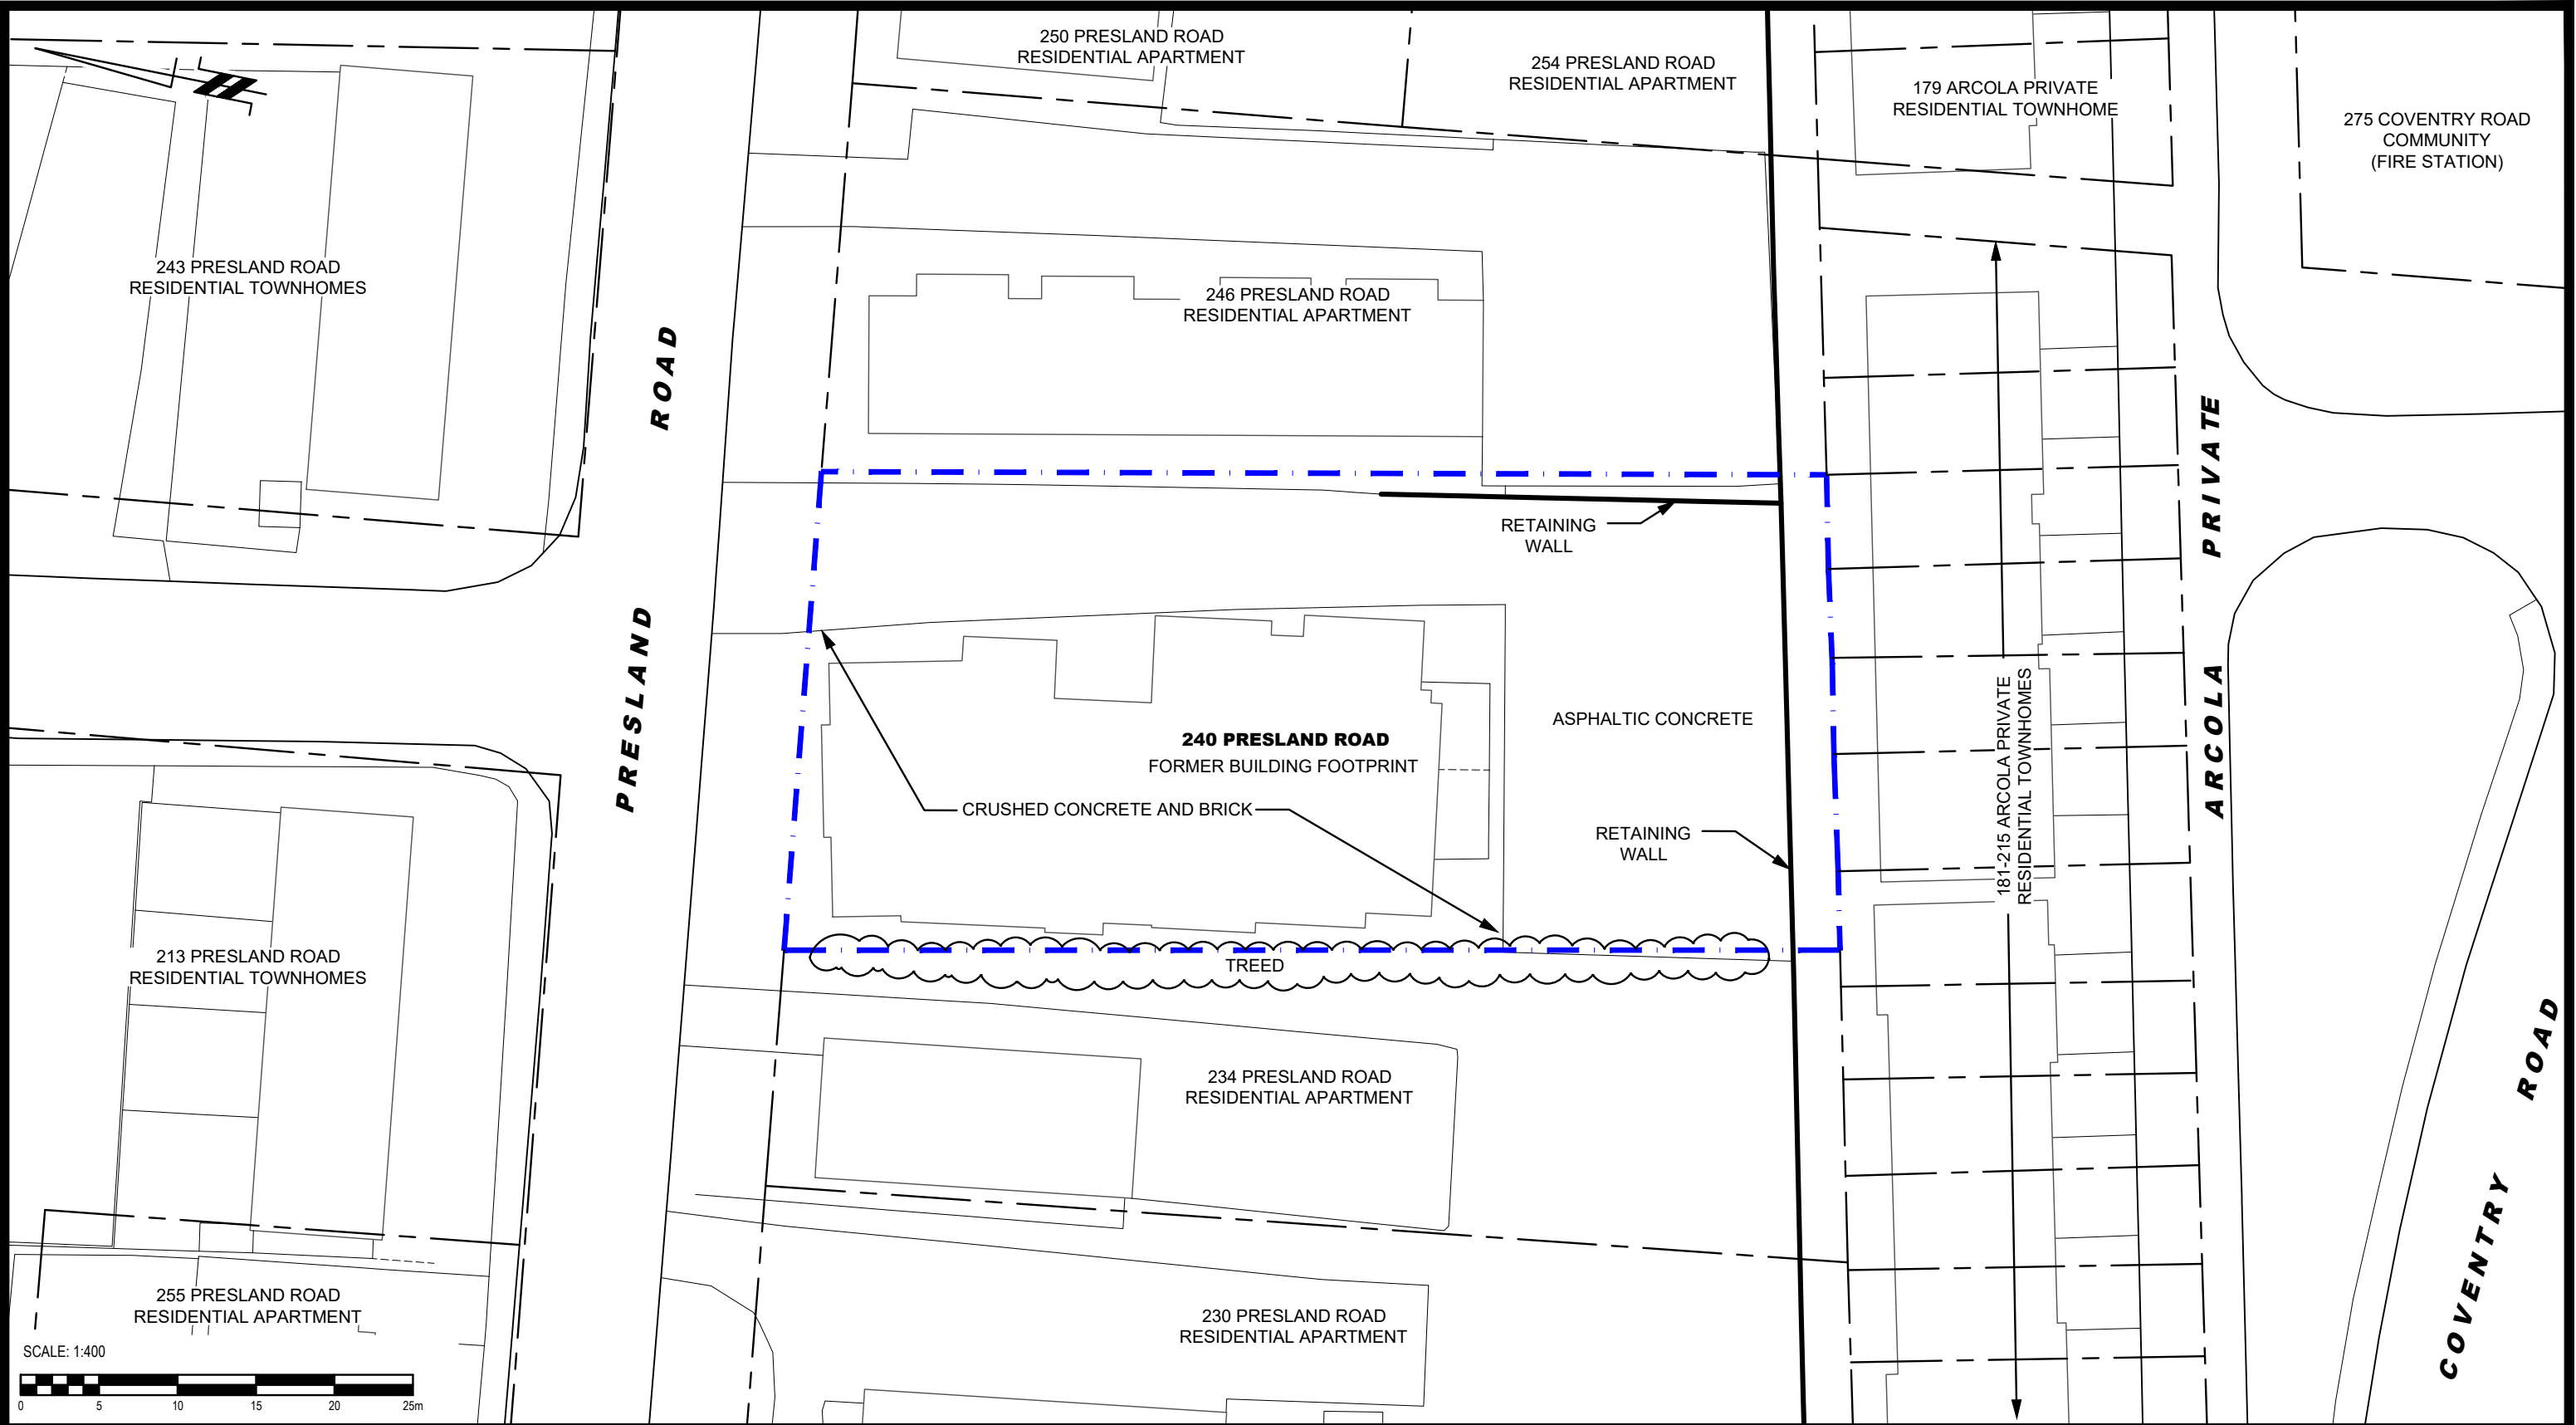 250 PRESLAND ROAD
RESIDENTIAL APARTMENT
254 PRESLAND ROAD
RESIDENTIAL APARTMENT
179 ARCOLA PRIVATE
RESIDENTIAL TOWNHOME
275 COVENTRY ROAD
COMMUNITY
(FIRE STATION)
243 PRESLAND ROAD
RESIDENTIAL TOWNHOMES
246 PRESLAND ROAD
RESIDENTIAL APARTMENT
PRESLAND ROAD
RETAINING
WALL
ARCOLA PRIVATE
181-215 ARCOLA PRIVATE
RESIDENTIAL TOWNHOMES
ASPHALTIC CONCRETE
240 PRESLAND ROAD
FORMER BUILDING FOOTPRINT
CRUSHED CONCRETE AND BRICK
RETAINING
WALL
TREED
213 PRESLAND ROAD
RESIDENTIAL TOWNHOMES
234 PRESLAND ROAD
RESIDENTIAL APARTMENT
COVENTRY ROAD
255 PRESLAND ROAD
RESIDENTIAL APARTMENT
230 PRESLAND ROAD
RESIDENTIAL APARTMENT
SCALE: 1:400
0 5 10 15 20 25m